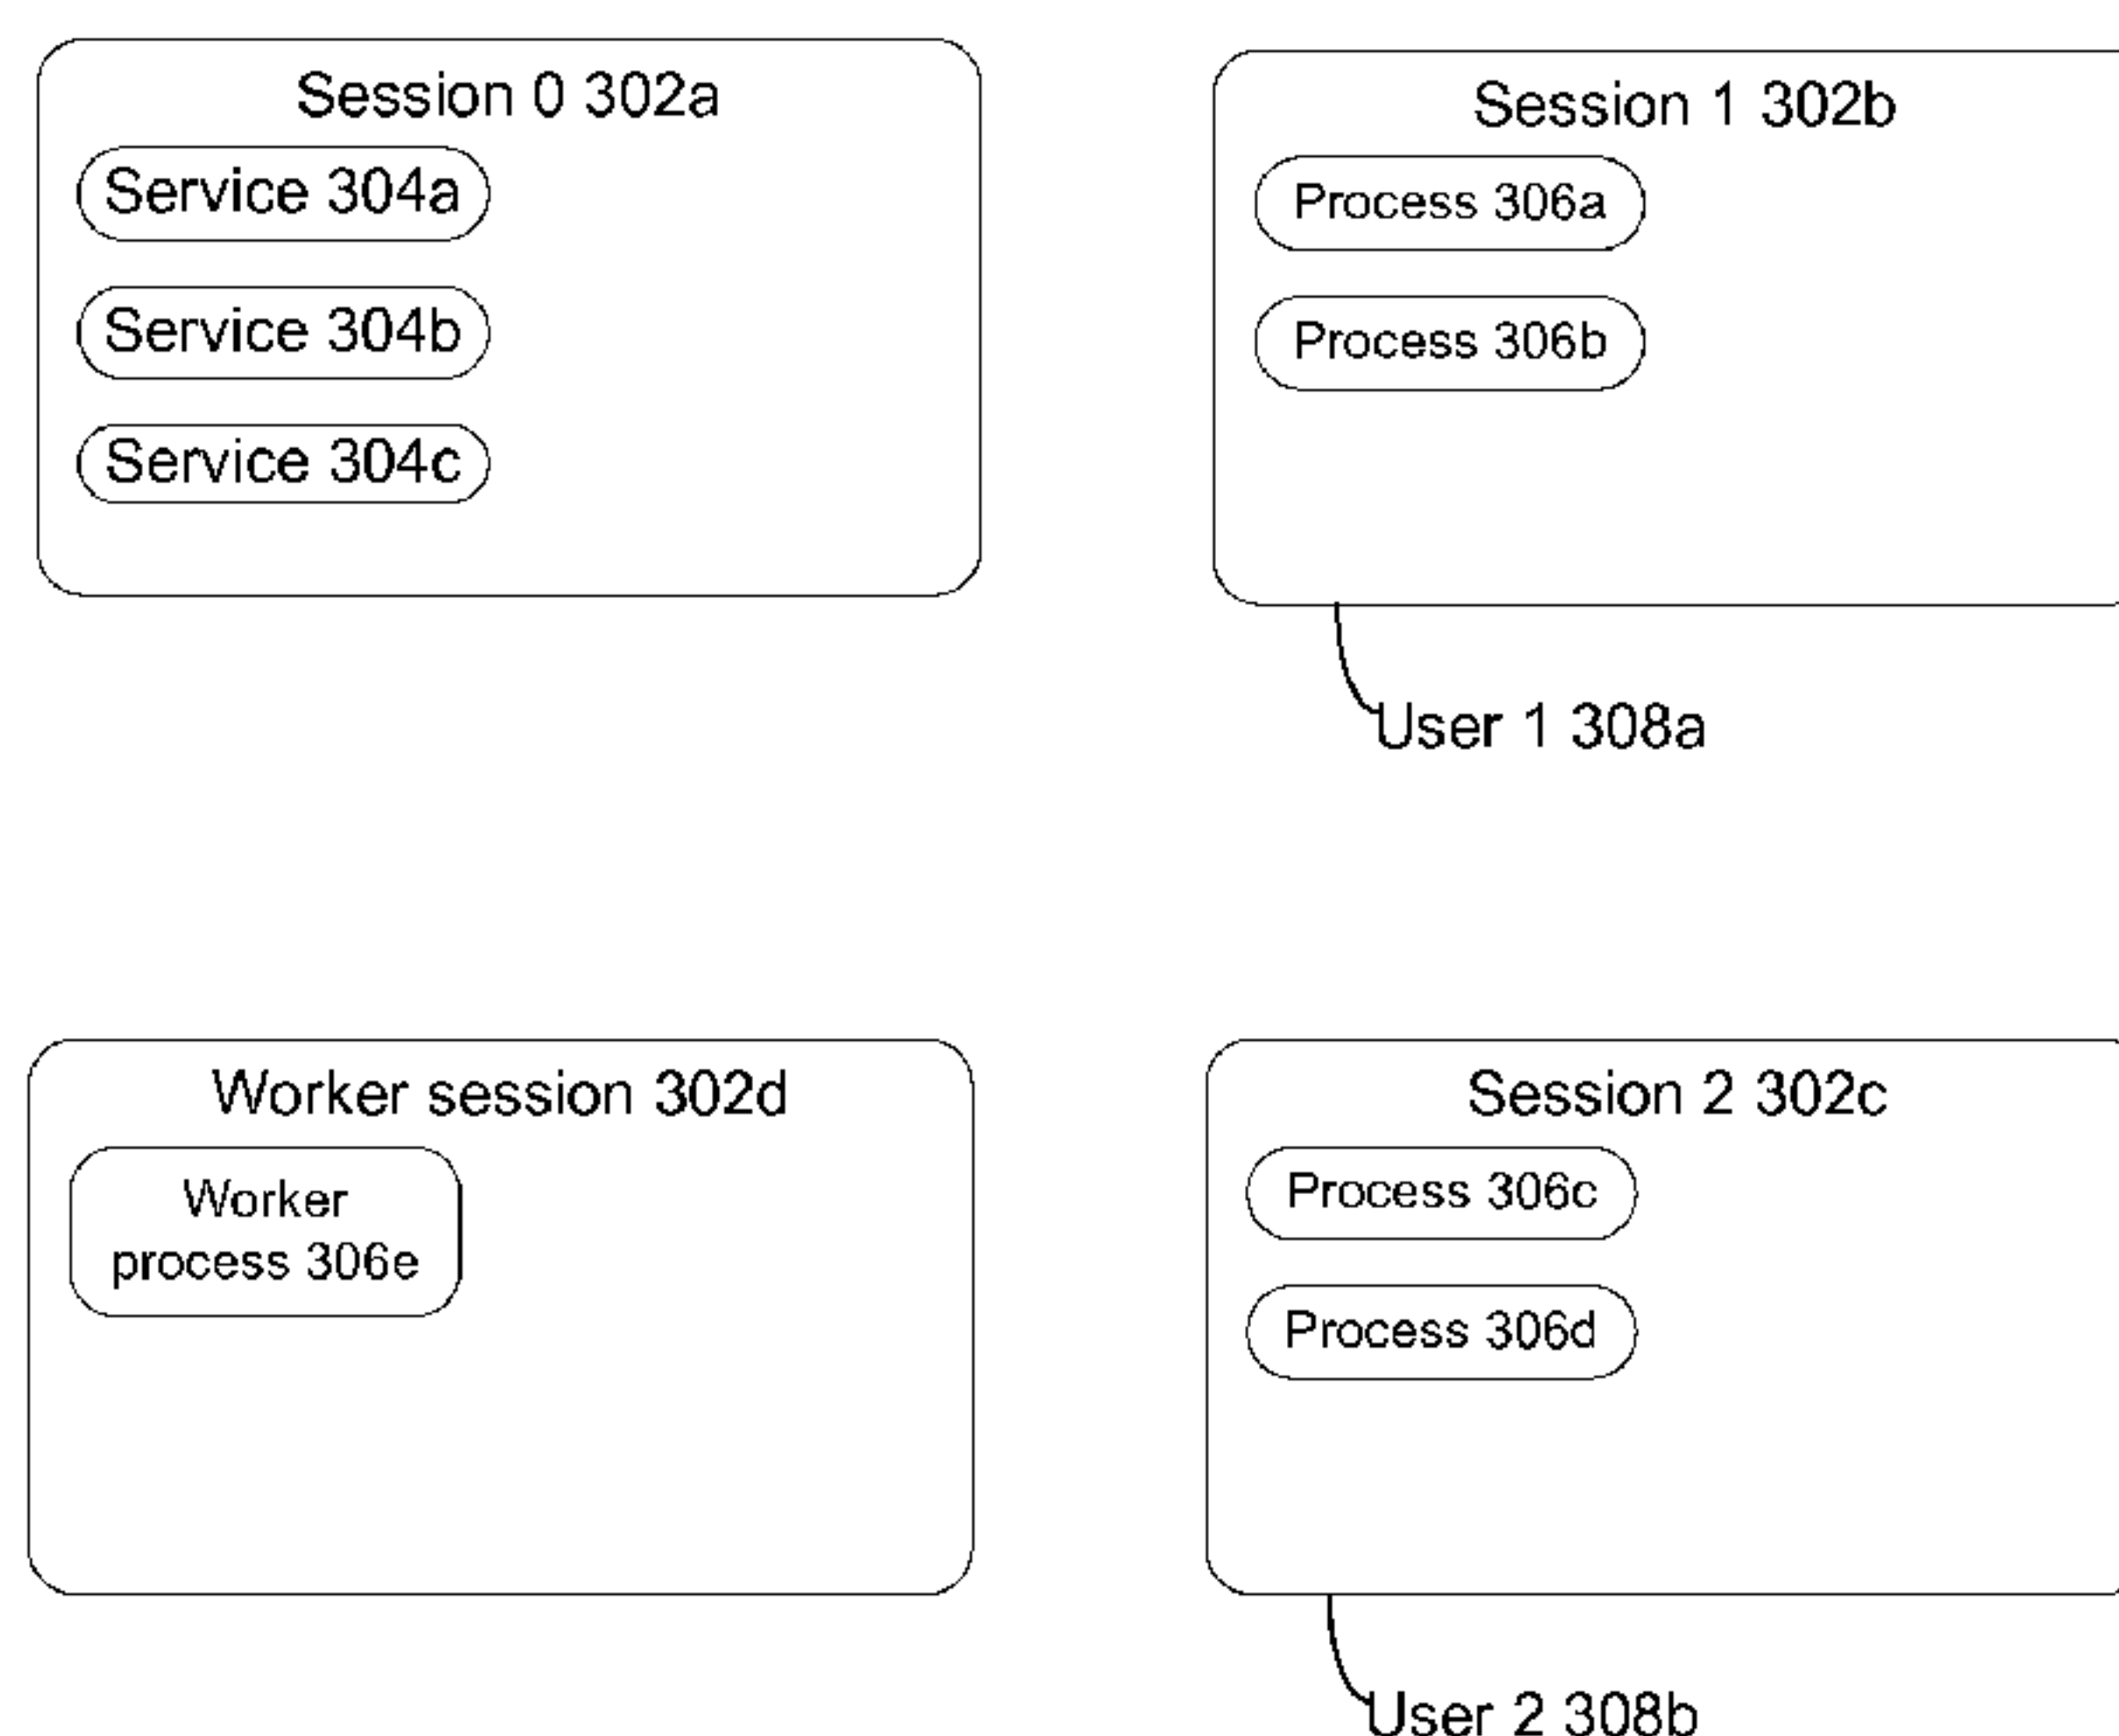 Session 0 302a
Service 304a
Service 304b
Service 304c
Session 1 302b
Process 306a
Process 306b
User 1 308a
Worker session 302d
Worker
process 306e
Session 2 302c
Process 306c
Process 306d
User 2 308b